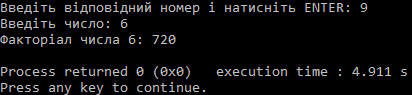 Введіть відповідний номер і натисніть ENTER: 9
Введіть число: 6
Факторіал числа 6: 720
Process returned 0 (0x0)   execution time : 4.911 s
Press any key to continue.